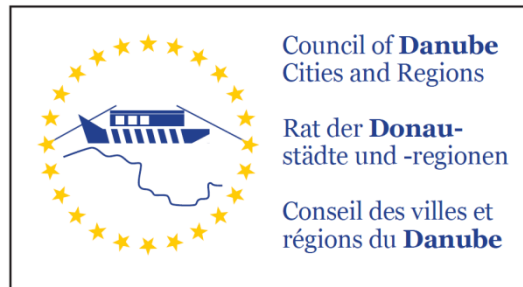 Council of Danube
Cities and Regions
Rat der Donau-
städte und -regionen
Conseil des villes et
régions du Danube